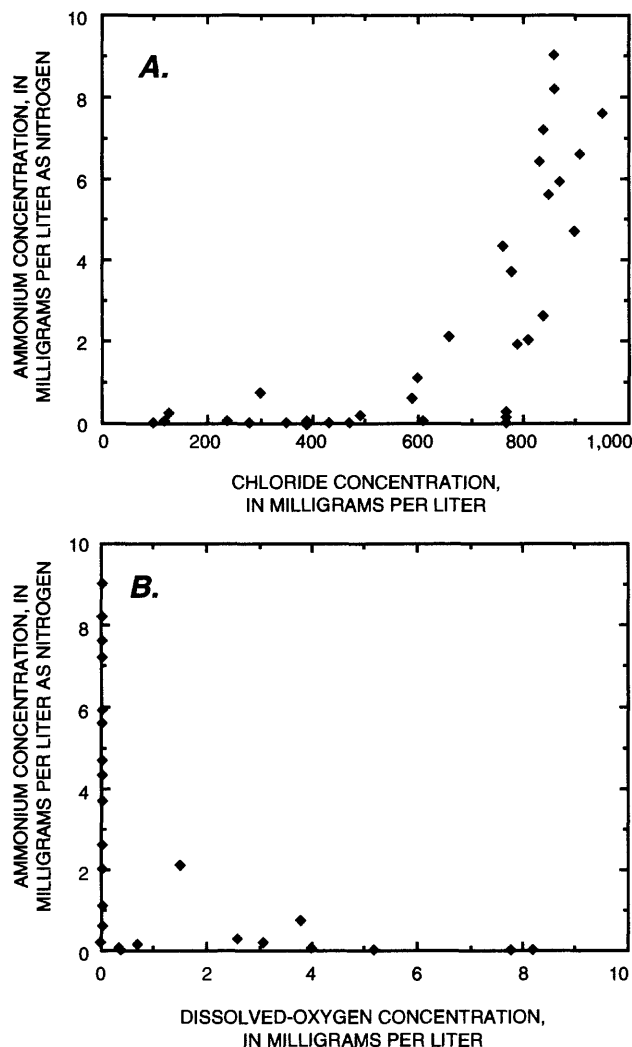 A.
AMMONIUM CONCENTRATION, IN
MILLIGRAMS PER LITER AS NITROGEN
10
8
6
4
2
0
0 200 400 600 800 1,000
CHLORIDE CONCENTRATION,
IN MILLIGRAMS PER LITER
B.
AMMONIUM CONCENTRATION, IN
MILLIGRAMS PER LITER AS NITROGEN
10
8
6
4
2
0
0 2 4 6 8 10
DISSOLVED-OXYGEN CONCENTRATION,
IN MILLIGRAMS PER LITER